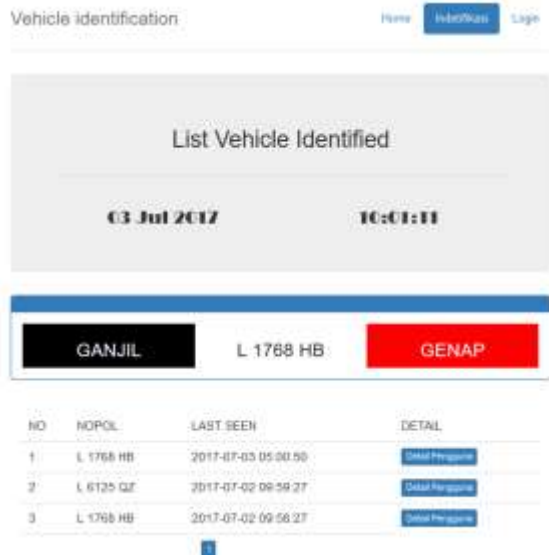 Vehicle identification
Home Indetifikasi Login
List Vehicle Identified
03 Jul 2017 10:01:11
GANJIL L 1768 HB GENAP
NO NOPOL LAST SEEN DETAIL
1 L 1768 HB 2017-07-03 05:00:50 Detail Pengguna
2 L 6125 QZ 2017-07-02 09:59:27 Detail Pengguna
3 L 1768 HB 2017-07-02 09:56:27 Detail Pengguna
1